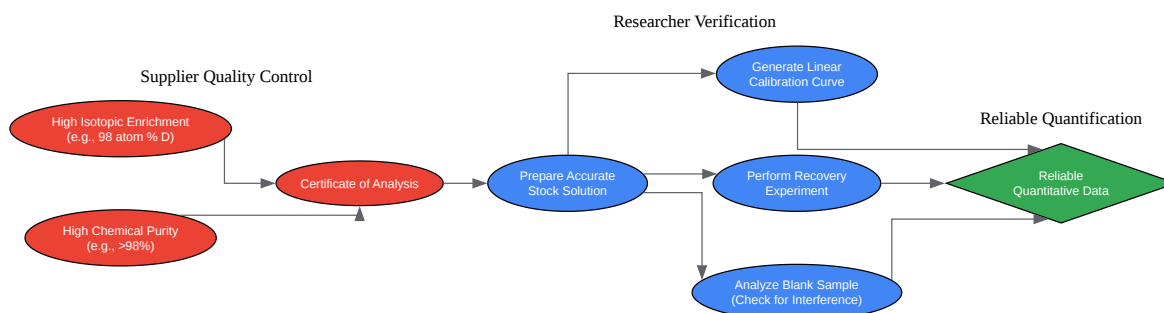 Researcher Verification
Supplier Quality Control
Generate Linear
Calibration Curve
High Isotopic Enrichment
(e.g., 98 atom % D)
Reliable Quantification
Certificate of Analysis
Prepare Accurate
Stock Solution
Perform Recovery
Experiment
Reliable
Quantitative Data
High Chemical Purity
(e.g., >98%)
Analyze Blank Sample
(Check for Interference)